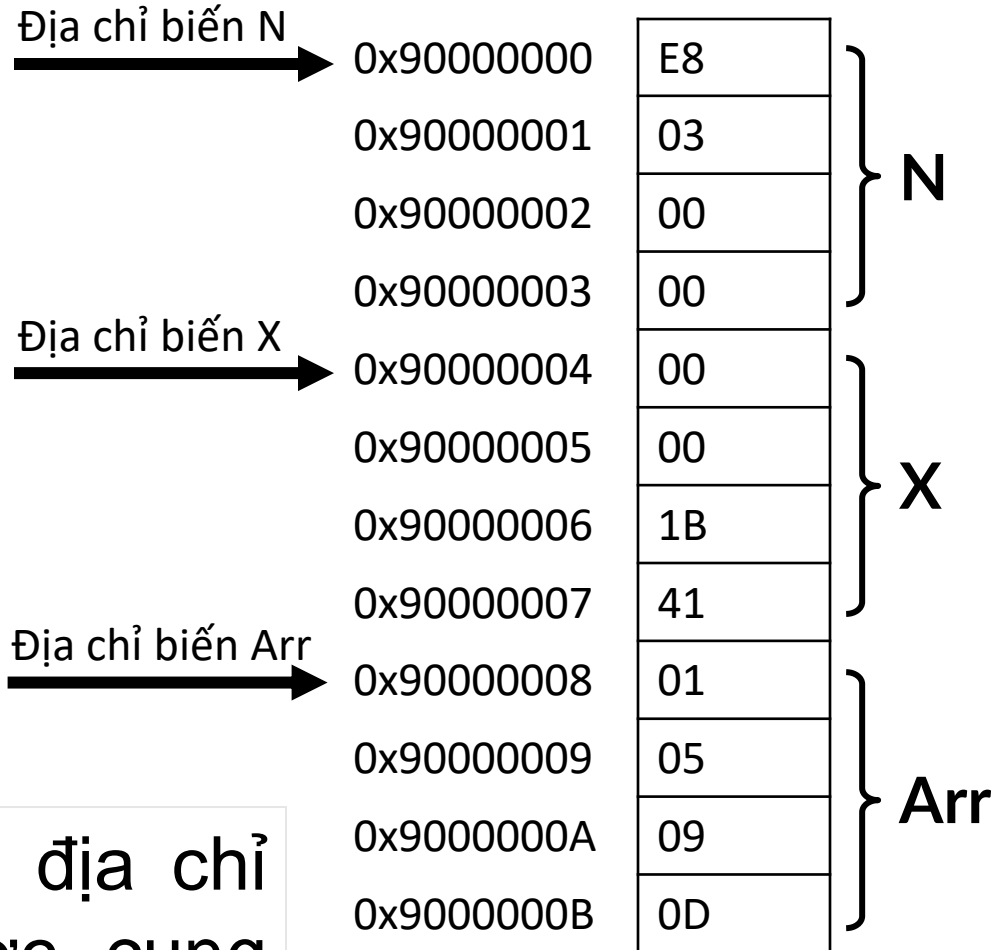 Địa chỉ biến N
0x90000000 E8
0x90000001 03
N
0x90000002 00
0x90000003 00
Địa chỉ biến X
0x90000004 00
0x90000005 00
X
0x90000006 1B
0x90000007 41
Địa chỉ biến Arr
0x90000008 01
0x90000009 05
Arr
0x9000000A 09
địa chỉ
0x9000000B 0D
cung